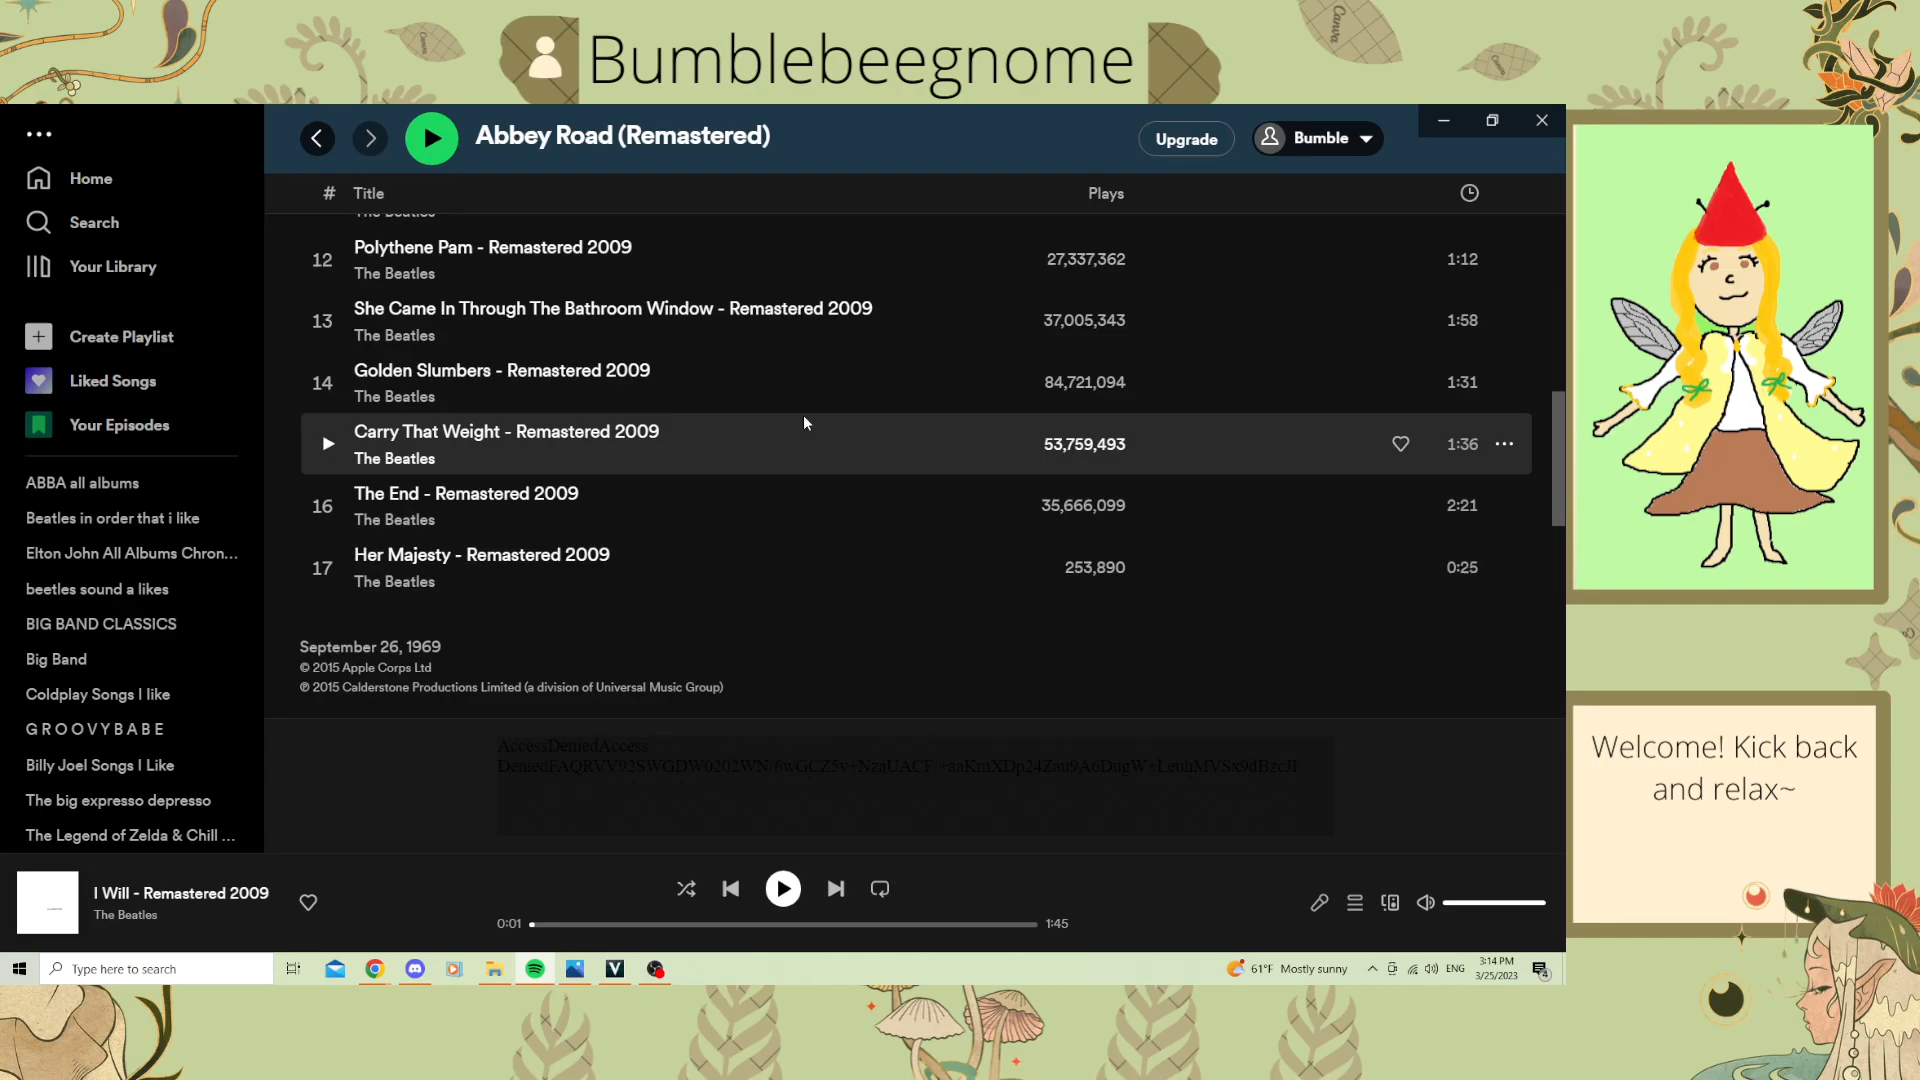 Bumblebeegnome
Canva
Canva
Canva
Abbey Road (Remastered)
Upgrade
Bumble
Home
Search
Your Library
Create Playlist
Liked Songs
Your Episodes
ABBA all albums
Beatles in order that i like
Elton John All Albums Chron...
beetles sound a likes
BIG BAND CLASSICS
Big Band
Coldplay Songs I like
G R O O V Y B A B E
Billy Joel Songs I Like
The big expresso depresso
The Legend of Zelda & Chill ...
# Title Plays
The Beatles
12 Polythene Pam - Remastered 2009 27,337,362 1:12
The Beatles
13 She Came In Through The Bathroom Window - Remastered 2009 37,005,343 1:58
The Beatles
14 Golden Slumbers - Remastered 2009 84,721,094 1:31
The Beatles
Carry That Weight - Remastered 2009 53,759,493 1:36
The Beatles
16 The End - Remastered 2009 35,666,099 2:21
The Beatles
17 Her Majesty - Remastered 2009 253,890 0:25
The Beatles
September 26, 1969
© 2015 Apple Corps Ltd
℗ 2015 Calderstone Productions Limited (a division of Universal Music Group)
AccessDeniedAccess
Welcome! Kick back
and relax~
I Will - Remastered 2009
The Beatles
0:01 1:45
Type here to search
61°F Mostly sunny
ENG
3:14 PM
3/25/2023
4